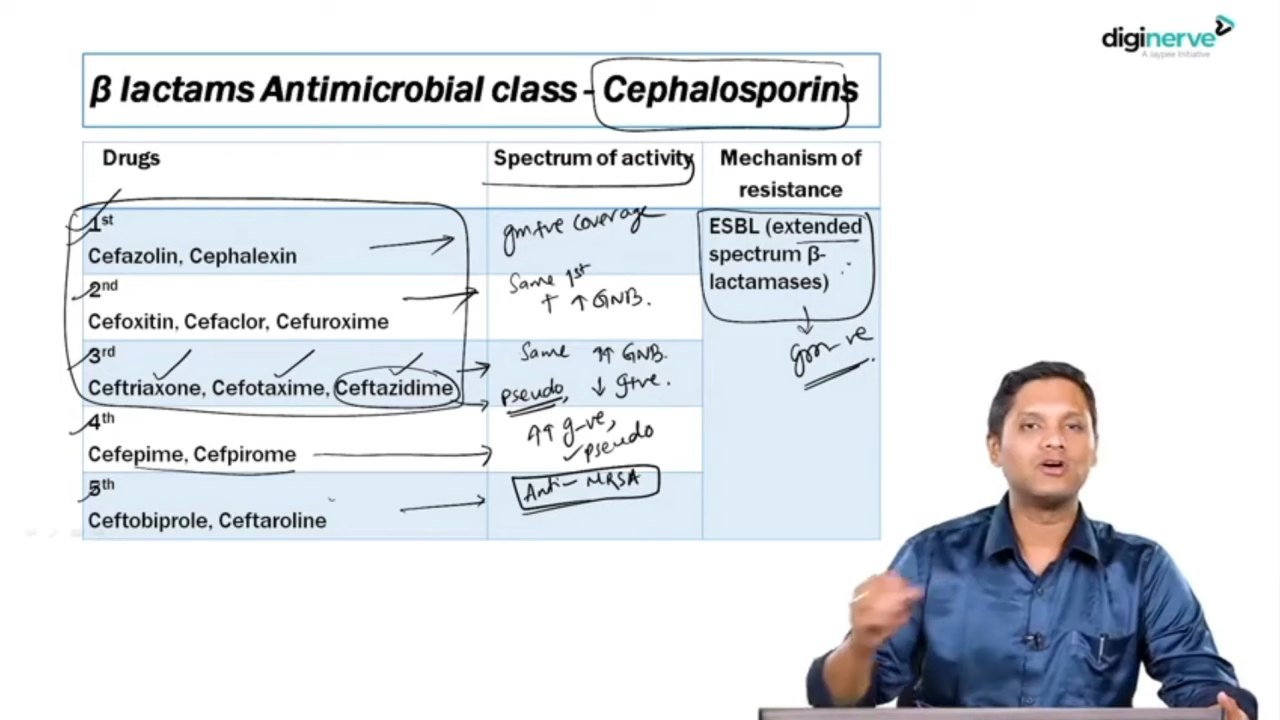 diginerve
A Jaypee Initiative
β lactams Antimicrobial class - Cephalosporins
Drugs
Spectrum of activity
Mechanism of
resistance
1st
Cefazolin, Cephalexin
gm+ve coverage
ESBL (extended
spectrum β-
lactamases)
gm-ve
2nd
Cefoxitin, Cefaclor, Cefuroxime
Same 1st
+ ↑ GNB.
3rd
Ceftriaxone, Cefotaxime, Ceftazidime
Same ↑↑ GNB.
pseudo, ↓ g+ve.
4th
Cefepime, Cefpirome
↑↑ g-ve,
✓pseudo
5th
Ceftobiprole, Ceftaroline
Anti-MRSA